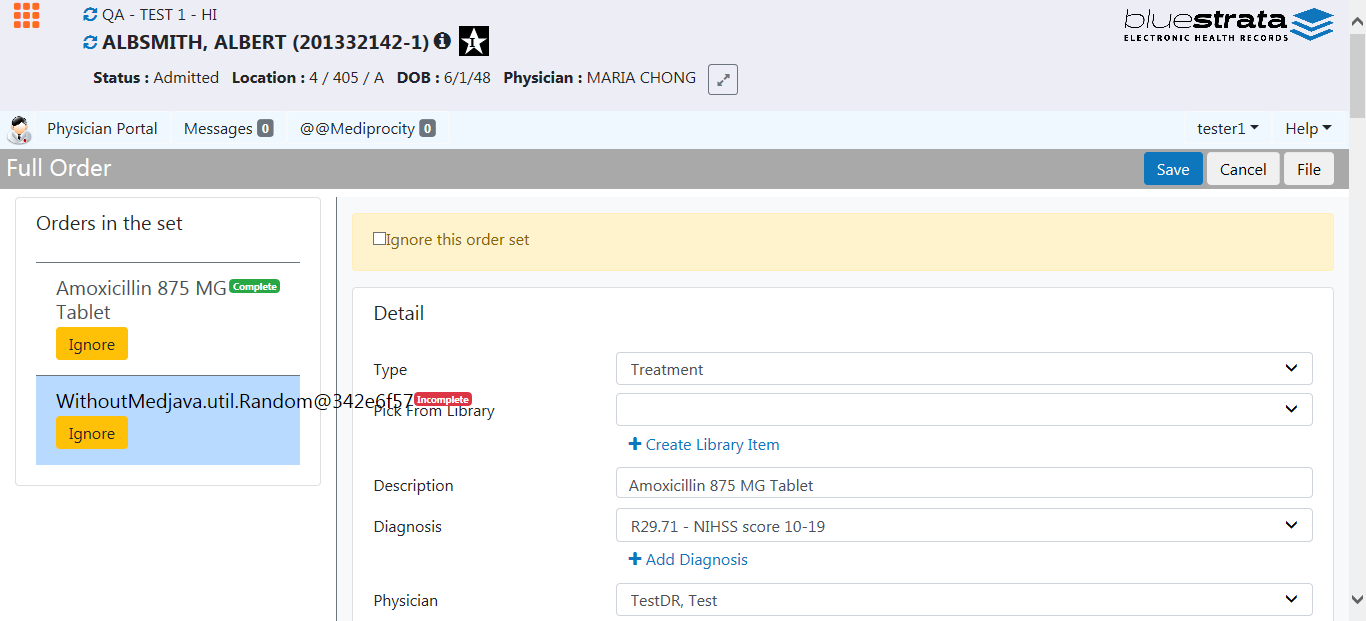 QA - TEST 1 - HI
ALBSMITH, ALBERT (201332142-1)
1
Status : Admitted Location : 4 / 405 / A DOB : 6/1/48 Physician : MARIA CHONG
bluestrata
ELECTRONIC HEALTH RECORDS
Physician Portal Messages 0 @@Mediprocity 0 tester1 Help
Full Order Save Cancel File
Orders in the set
Amoxicillin 875 MG Complete
Tablet
Ignore
WithoutMedjava.util.Random@342e6f57 Incomplete
Ignore
Ignore this order set
Detail
Type Treatment
Pick From Library
Create Library Item
Description Amoxicillin 875 MG Tablet
Diagnosis R29.71 - NIHSS score 10-19
Add Diagnosis
Physician TestDR, Test